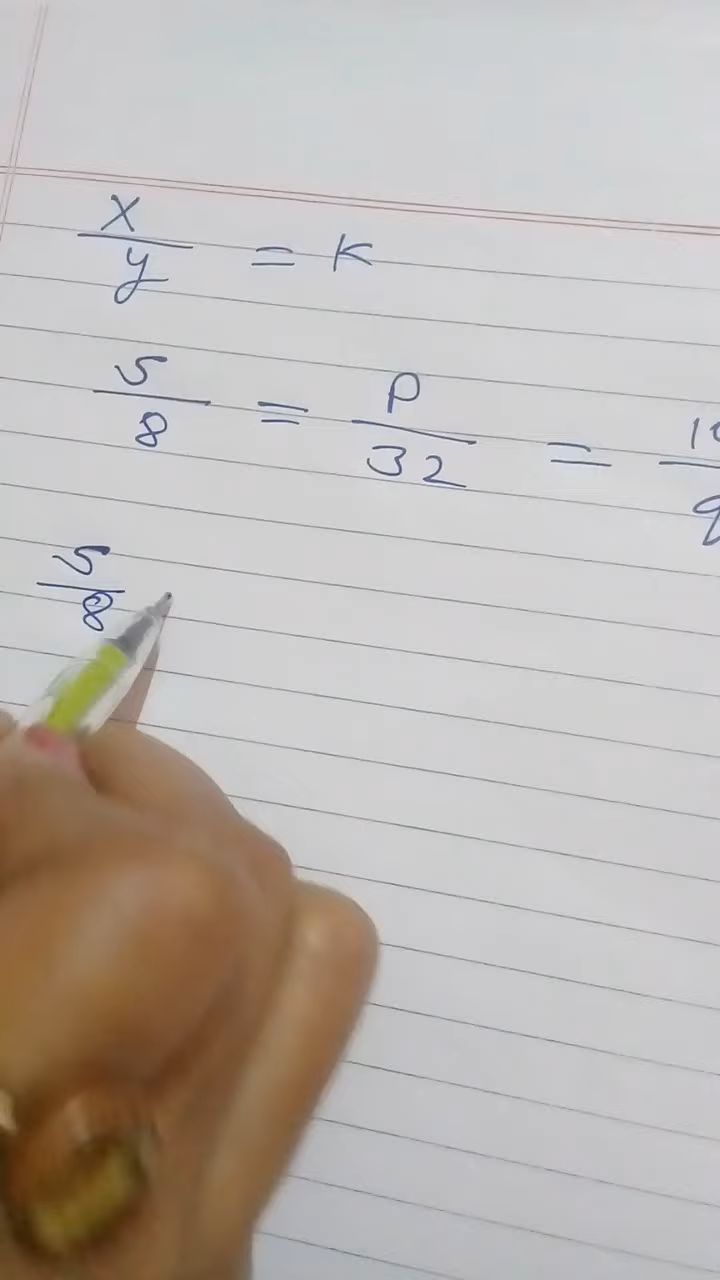 x/y = K
5/8 = P/32 =
5/8